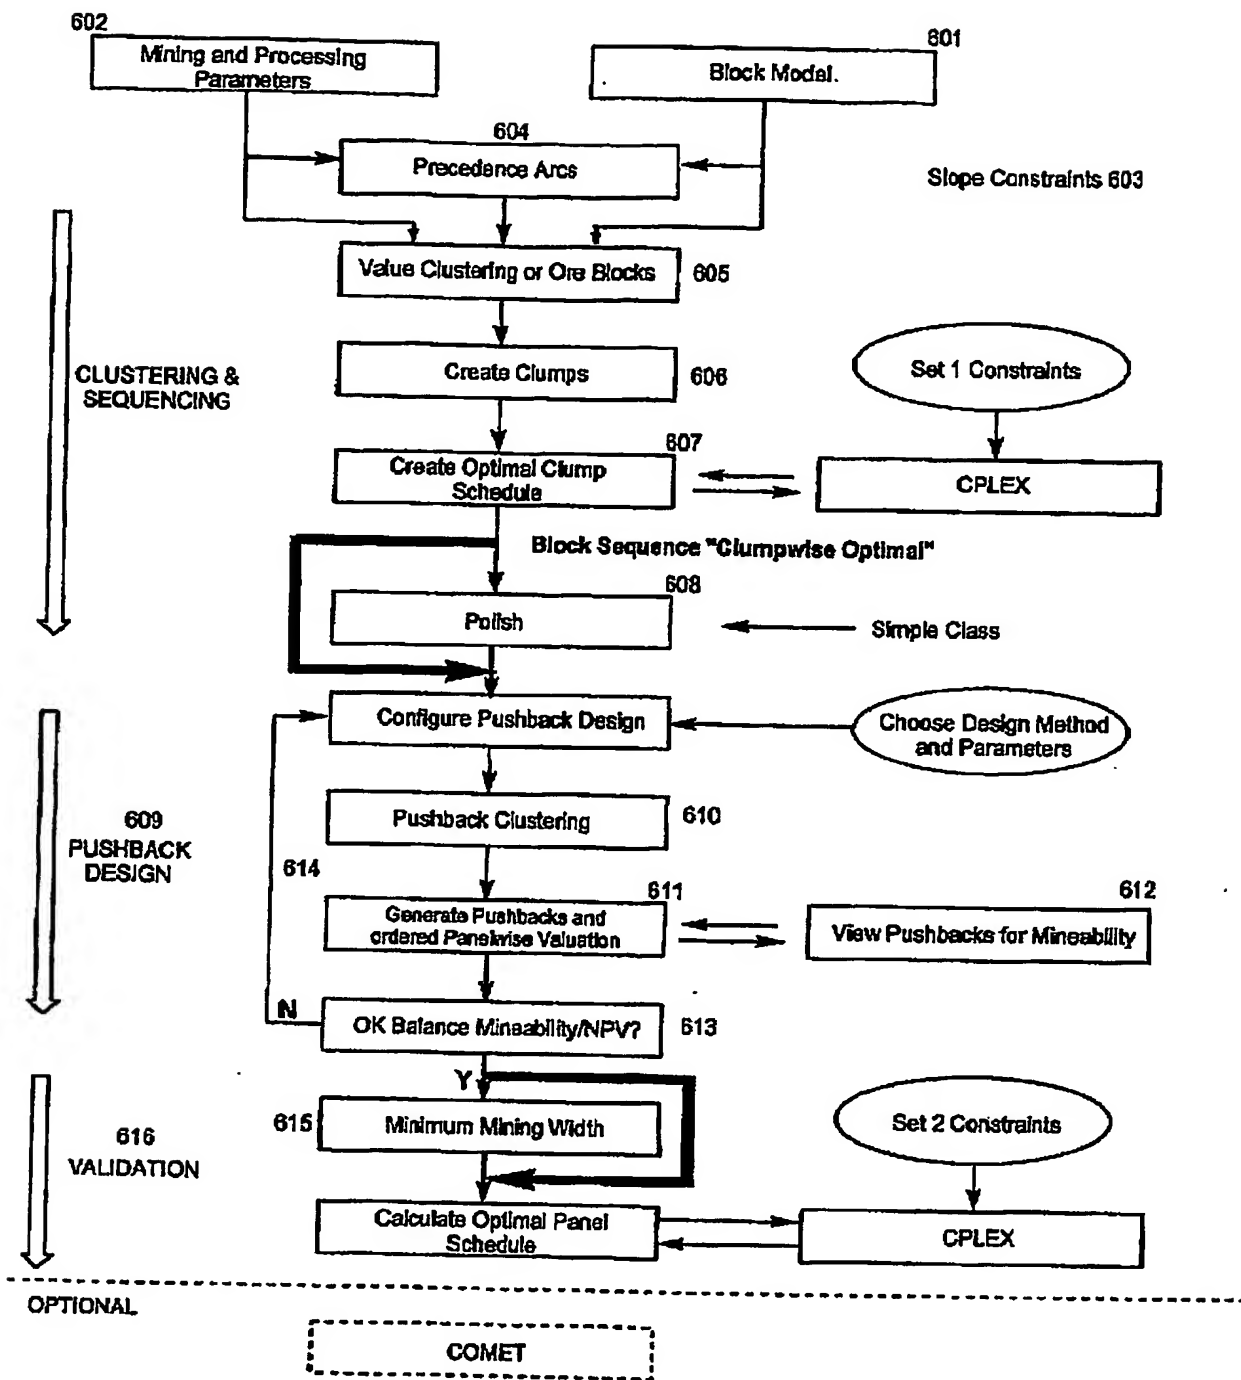 602
Mining and Processing
Parameters
601
Block Model.
604
Precedence Arcs
Slope Constraints 603
Value Clustering or Ore Blocks
605
CLUSTERING &
SEQUENCING
Create Clumps
606
Set 1 Constraints
607
Create Optimal Clump
Schedule
CPLEX
Block Sequence "Clumpwise Optimal"
608
Polish
Simple Class
Configure Pushback Design
Choose Design Method
and Parameters
609
PUSHBACK
DESIGN
Pushback Clustering
610
614
611
Generate Pushbacks and
ordered Panelwise Valuation
612
View Pushbacks for Mineability
N
OK Balance Mineability/NPV?
613
Y
616
VALIDATION
615
Minimum Mining Width
Set 2 Constraints
Calculate Optimal Panel
Schedule
CPLEX
OPTIONAL
COMET